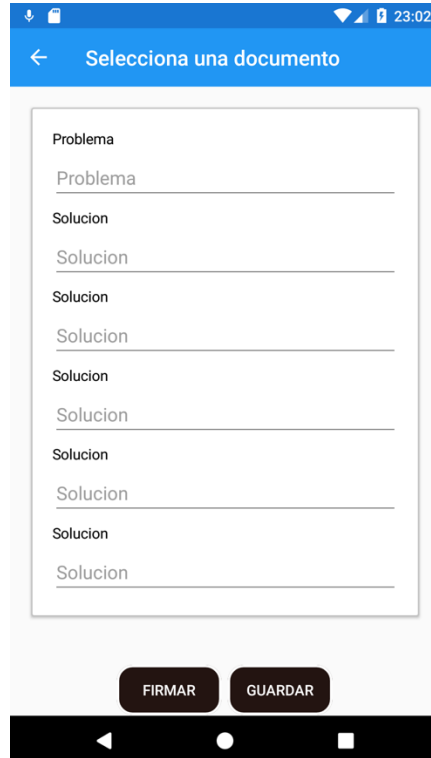 23:02
Selecciona una documento
Problema
Problema
Solucion
Solucion
Solucion
Solucion
Solucion
Solucion
Solucion
Solucion
Solucion
Solucion
FIRMAR GUARDAR